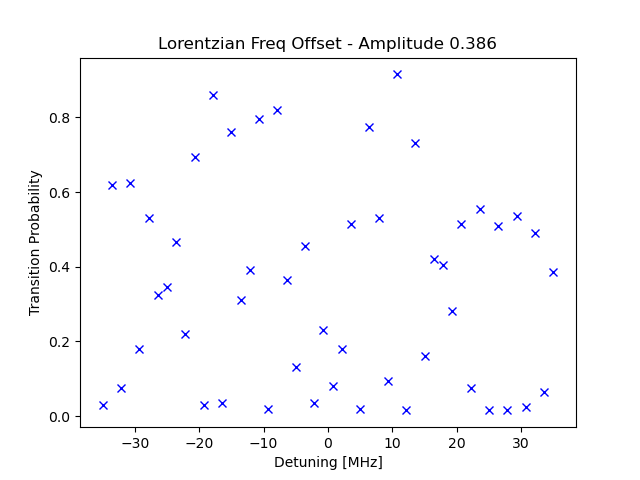 Lorentzian Freq Offset - Amplitude 0.386
Transition Probability
0.8
0.6
0.4
0.2
0.0
−30 −20 −10 0 10 20 30
Detuning [MHz]